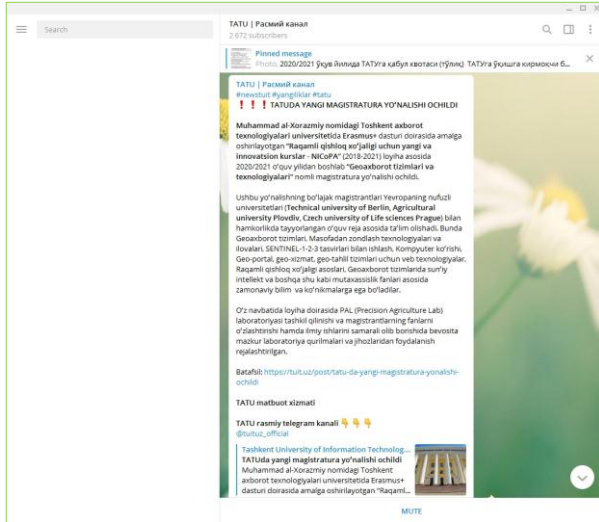 Search
TATU | Расмий канал
2 672 subscribers
Pinned message
Photo, 2020/2021 ўқув йилида ТАТУга қабул квотаси (тўлиқ) ТАТУга ўқишга кирмоқчи б...
TATU | Расмий канал
#newstuit #yangiliklar #tatu
❗❗❗TATUDA YANGI MAGISTRATURA YO'NALISHI OCHILDI
Muhammad al-Xorazmiy nomidagi Toshkent axborot
texnologiyalari universitetida Erasmus+ dasturi doirasida amalga
oshirilayotgan "Raqamli qishloq xo'jaligi uchun yangi va
innovatsion kurslar - NICoPA" (2018-2021) loyiha asosida
2020/2021 o'quv yilidan boshlab "Geoaxborot tizimlari va
texnologiyalari" nomli magistratura yo'nalishi ochildi.
Ushbu yo'nalishning bo'lajak magistrantlari Yevropaning nufuzli
universitetlari (Technical university of Berlin, Agricultural
university Plovdiv, Czech university of Life sciences Prague) bilan
hamkorlikda tayyorlangan o'quv reja asosida ta'lim olishadi. Bunda
Geoaxborot tizimlari, Masofadan zondlash texnologiyalari va
ilovalari, SENTINEL-1-2-3 tasvirlari bilan ishlash, Kompyuter ko'rishi,
Geo-portal, geo-xizmat, geo-tahlil tizimlari uchun veb texnologiyalar,
Raqamli qishloq xo'jaligi asoslari, Geoaxborot tizimlarida sun'iy
intellekt va boshqa shu kabi mutaxassislik fanlari asosida
zamonaviy bilim va ko'nikmalarga ega bo'ladilar.
O'z navbatida loyiha doirasida PAL (Precision Agriculture Lab)
laboratoriyasi tashkil qilinishi va magistrantlarning fanlarni
o'zlashtirishi hamda ilmiy ishlarini samarali olib borishida bevosita
mazkur laboratoriya qurilmalari va jihozlaridan foydalanish
rejalashtirilgan.
Batafsil: https://tuit.uz/post/tatu-da-yangi-magistratura-yonalishi-
ochildi
TATU matbuot xizmati
TATU rasmiy telegram kanali 👇👇👇
@tuituz_official
Tashkent University of Information Technolog...
TATUda yangi magistratura yo'nalishi ochildi
Muhammad al-Xorazmiy nomidagi Toshkent
axborot texnologiyalari universitetida Erasmus+
dasturi doirasida amalga oshirilayotgan "Raqaml...
MUTE